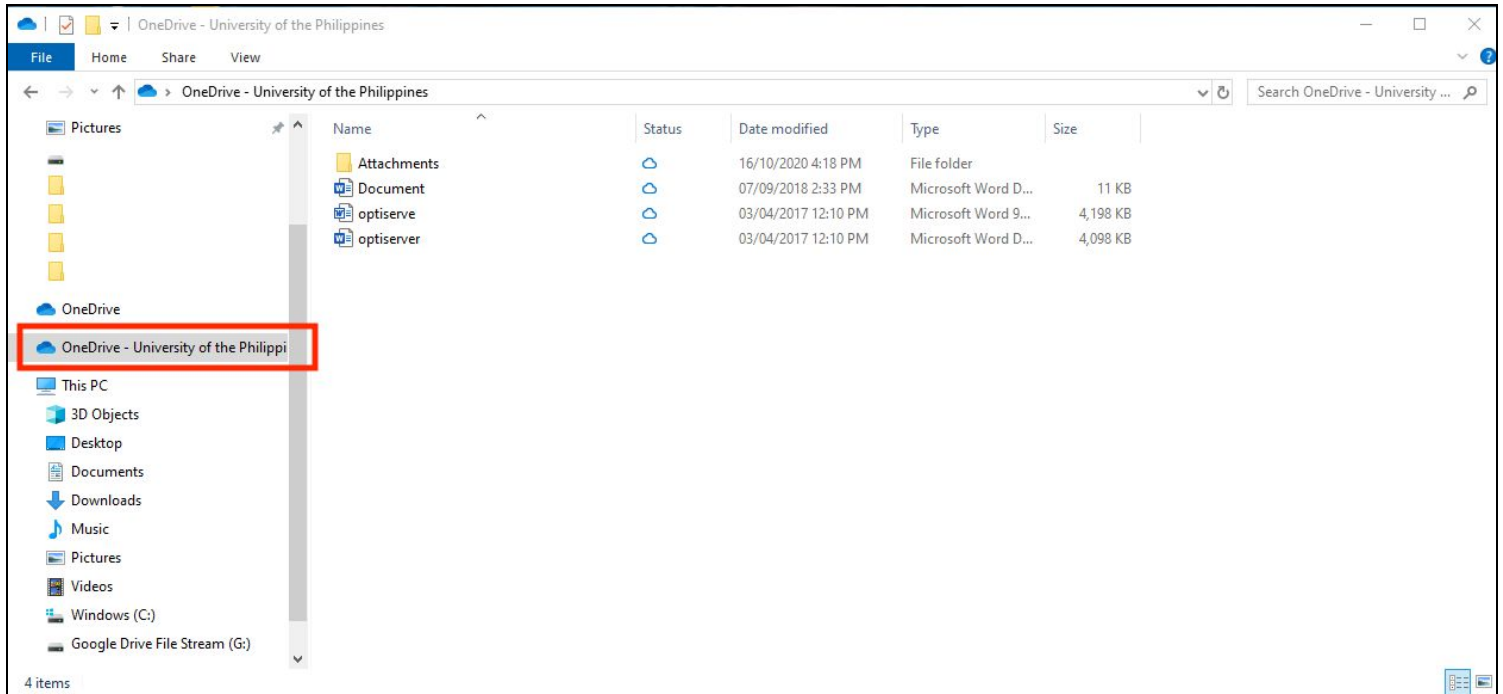 OneDrive - University of the Philippines
File Home Share View
OneDrive - University of the Philippines
Search OneDrive - University ...
Pictures
OneDrive
OneDrive - University of the Philippi
This PC
3D Objects
Desktop
Documents
Downloads
Music
Pictures
Videos
Windows (C:)
Google Drive File Stream (G:)
Name Status Date modified Type Size
Attachments 16/10/2020 4:18 PM File folder
Document 07/09/2018 2:33 PM Microsoft Word D... 11 KB
optiserve 03/04/2017 12:10 PM Microsoft Word 9... 4,198 KB
optiserver 03/04/2017 12:10 PM Microsoft Word D... 4,098 KB
4 items